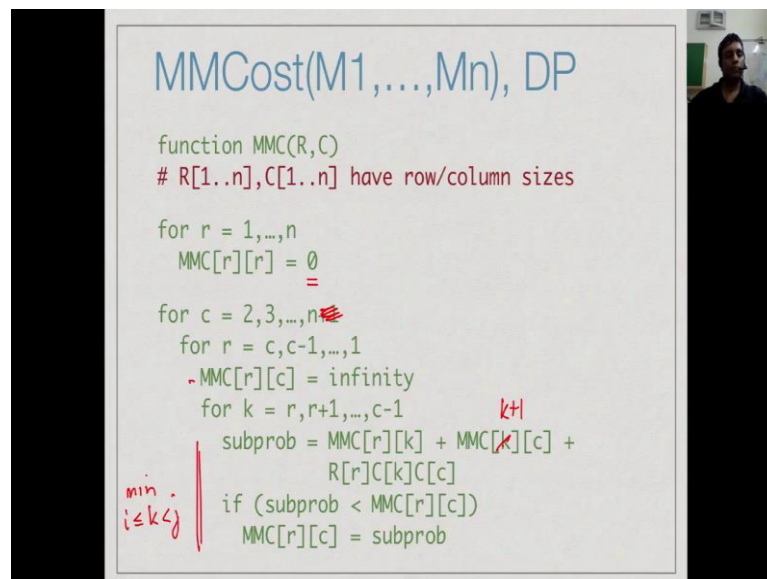 MMCost(M1,...,Mn), DP
function MMC(R,C)
# R[1..n],C[1..n] have row/column sizes
for r = 1,…,n
MMC[r][r] = 0
for c = 2,3,…,n
for r = c,c-1,…,1
MMC[r][c] = infinity
for k = r,r+1,…,c-1
k+1
subprob = MMC[r][k] + MMC[k][c] +
R[r]C[k]C[c]
min
i≤k<j
if (subprob < MMC[r][c])
MMC[r][c] = subprob